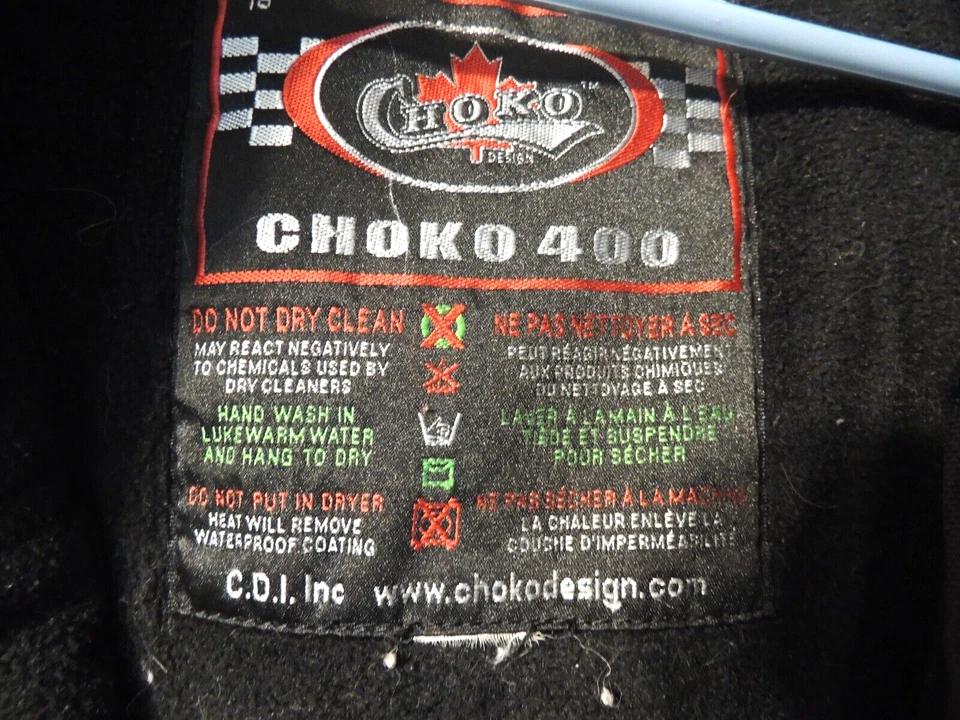 CHOKO™
DESIGN
CHOKO 400
DO NOT DRY CLEAN
MAY REACT NEGATIVELY
TO CHEMICALS USED BY
DRY CLEANERS
HAND WASH IN
LUKEWARM WATER
AND HANG TO DRY
DO NOT PUT IN DRYER
HEAT WILL REMOVE
WATERPROOF COATING
NE PAS NETTOYER À SEC
PEUT RÉAGIR NÉGATIVEMENT
AUX PRODUITS CHIMIQUES
DU NETTOYAGE À SEC
LAVER À LA MAIN À L'EAU
TIÈDE ET SUSPENDRE
POUR SÉCHER
NE PAS SÉCHER À LA MACHINE
LA CHALEUR ENLÈVE LA
COUCHE D'IMPERMÉABILITÉ
C.D.I. Inc www.chokodesign.com